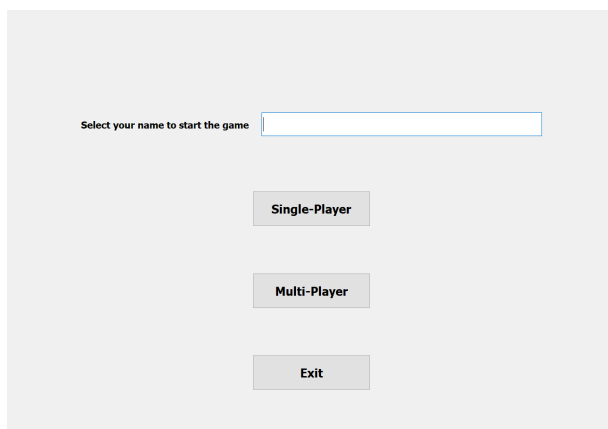 Select your name to start the game
Single-Player
Multi-Player
Exit